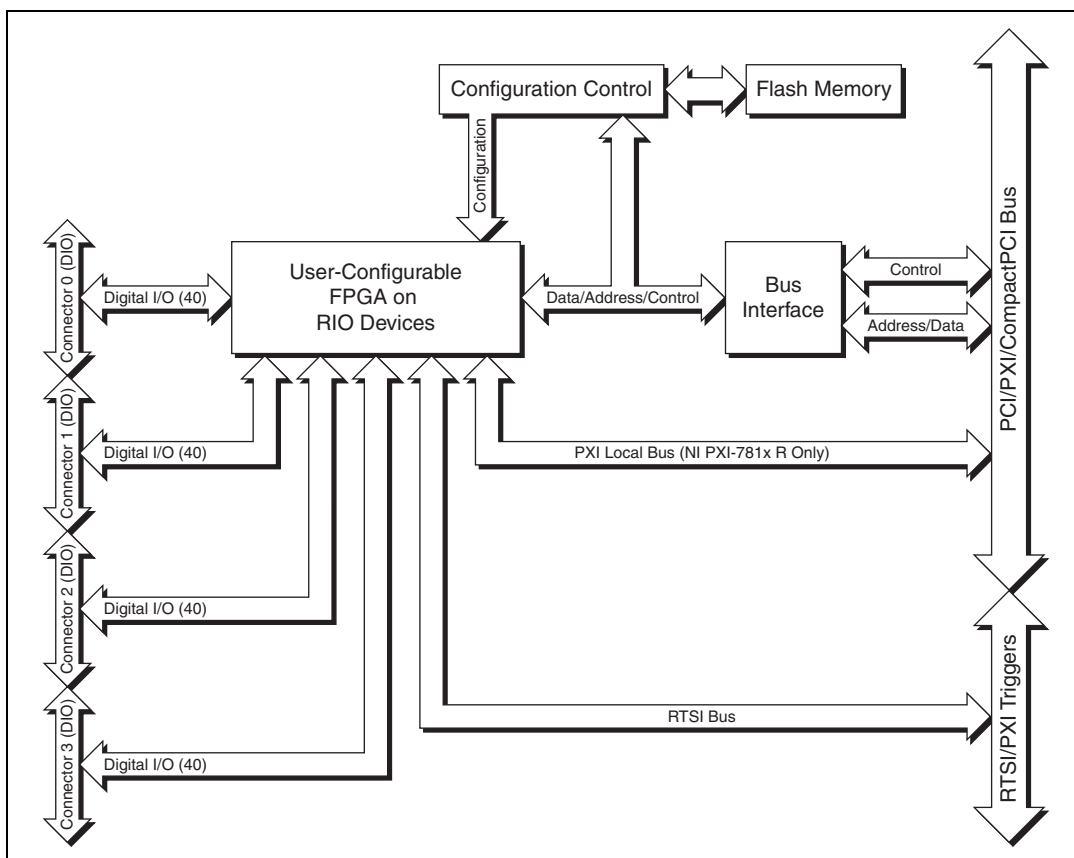 Configuration Control
Flash Memory
Configuration
PCI/PXI/CompactPCI Bus
Connector 0 (DIO)
Digital I/O (40)
User-Configurable
FPGA on
RIO Devices
Data/Address/Control
Bus
Interface
Control
Address/Data
Connector 1 (DIO)
Digital I/O (40)
PXI Local Bus (NI PXI-781x R Only)
Connector 2 (DIO)
Digital I/O (40)
RTSI/PXI Triggers
RTSI Bus
Connector 3 (DIO)
Digital I/O (40)